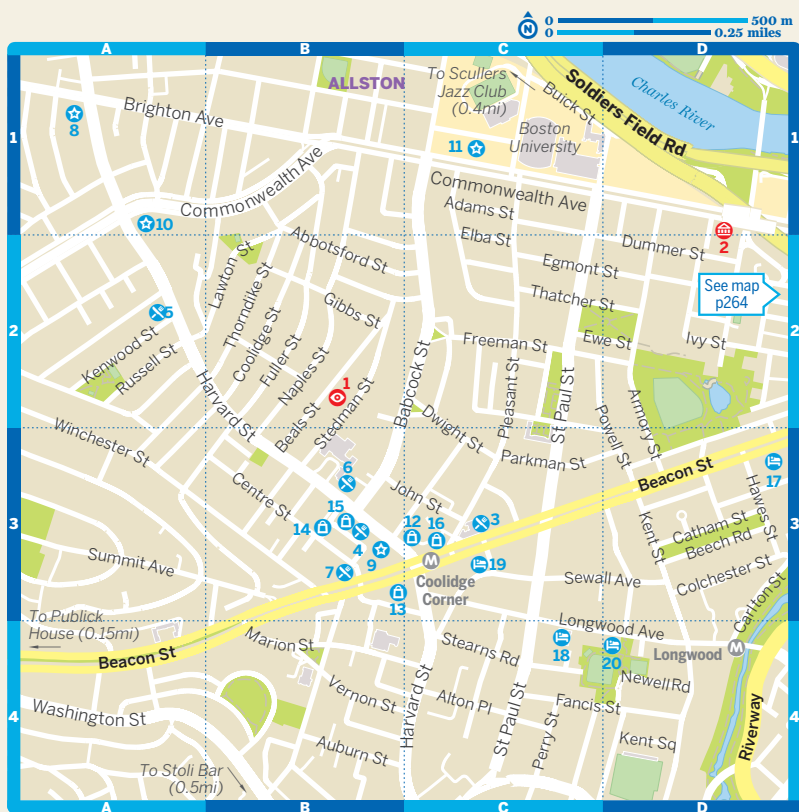 N
0 500 m
0 0.25 miles
A B C D
1
2
3
4
1
2
3
4
A B C D
ALLSTON
To Scullers
Jazz Club
(0.4mi)
Buick St
Soldiers Field Rd
Charles River
Boston
University
Brighton Ave
8
11
Commonwealth Ave
Commonwealth Ave
Adams St
10
Elba St
Abbotsford St
Dummer St
2
Egmont St
See map
p264
Lawton St
Thorndike St
Coolidge St
Fuller St
Naples St
Gibbs St
Thatcher St
5
Kenwood St
Russell St
Freeman St
Ewe St
Ivy St
Harvard St
Beals St
Stedman St
1
Babcock St
Dwight St
Pleasant St
St Paul St
Powell St
Armory St
Winchester St
Parkman St
Beacon St
17
Centre St
6
John St
Kent St
Hawes St
15
14
4
9
7
12
16
3
Catham St
Beech Rd
Summit Ave
M
Coolidge
Corner
19
13
Sewall Ave
Colchester St
Carlton St
To Publick
House (0.15mi)
Beacon St
Marion St
Longwood Ave
18
20
Longwood
M
Stearns Rd
Newell Rd
Vernon St
Harvard St
Alton Pl
St Paul St
Perry St
Fancis St
Washington St
Auburn St
Kent Sq
Riverway
To Stoli Bar
(0.5mi)